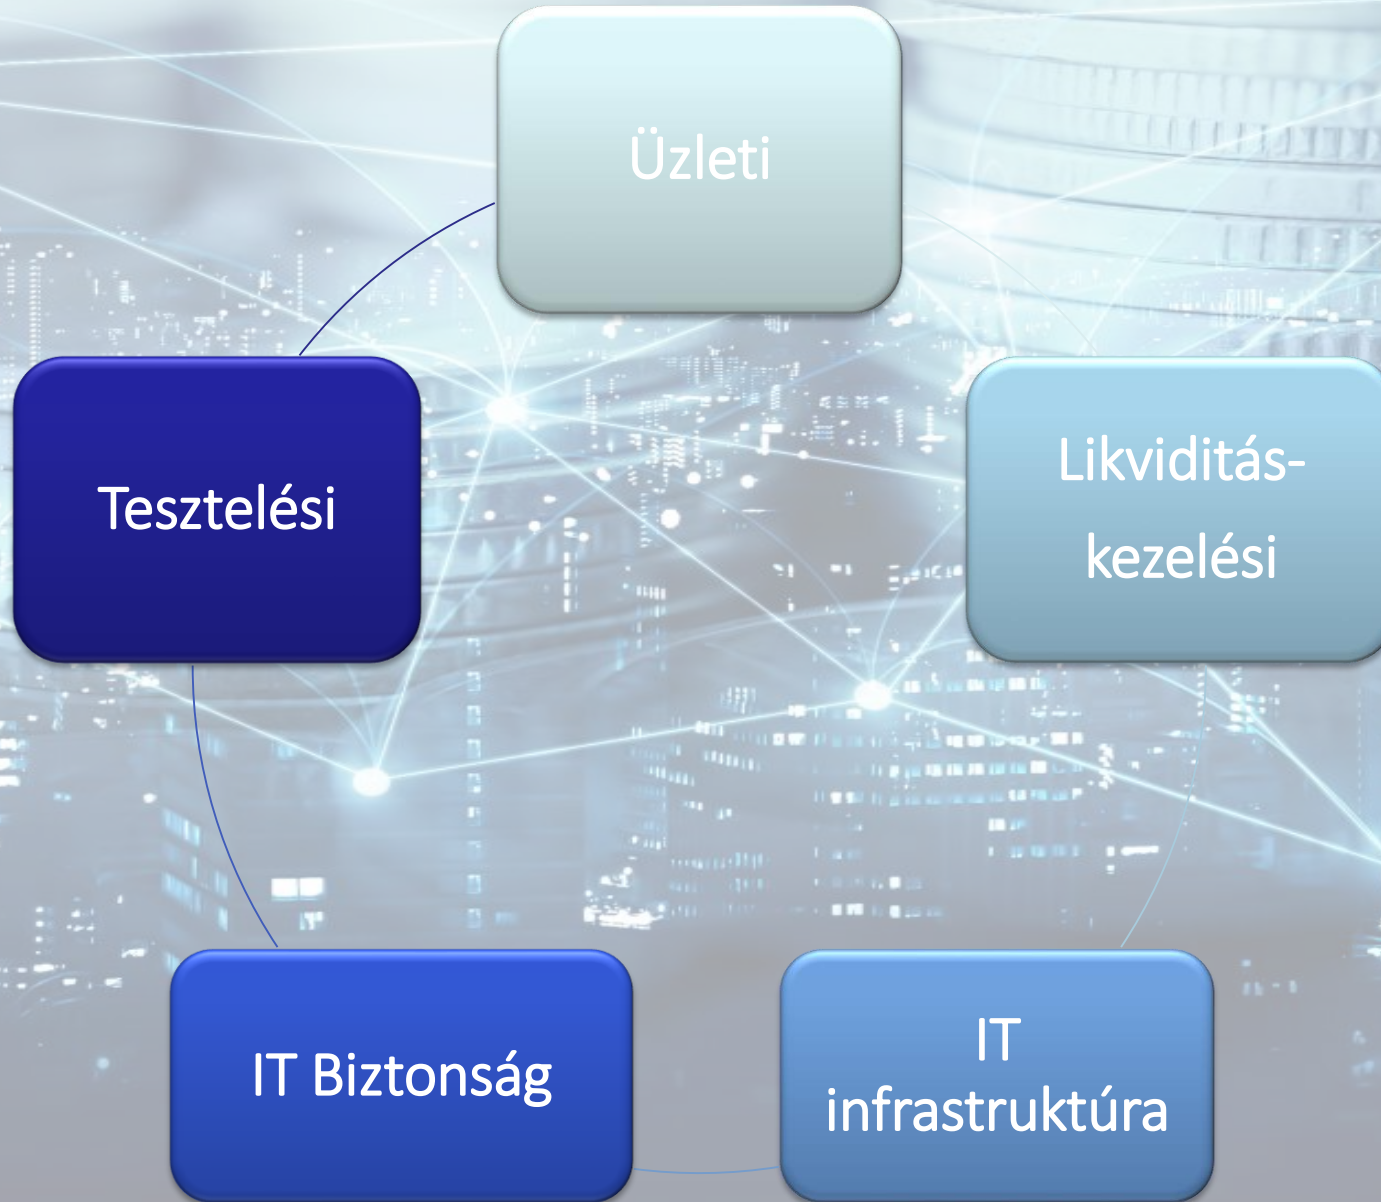 Üzleti
Likviditás-
kezelési
Tesztelési
IT Biztonság
IT
infrastruktúra